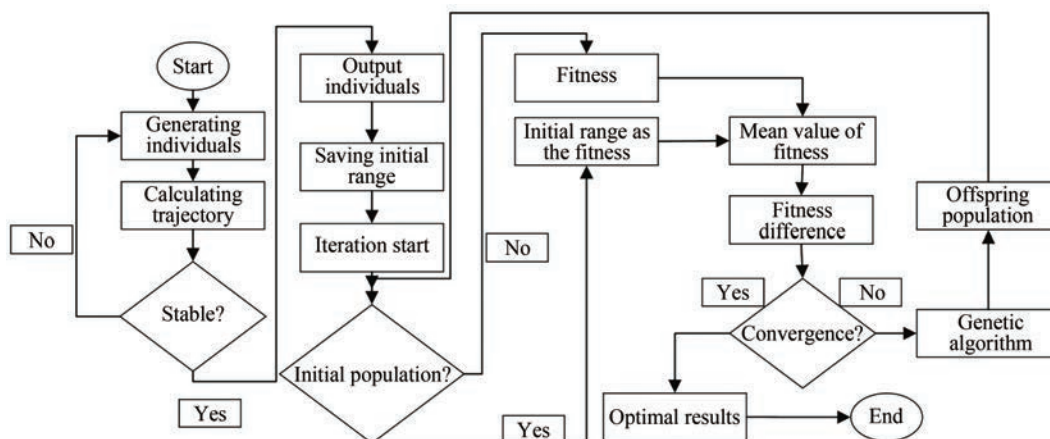 Start
Generating
individuals
Calculating
trajectory
No
Stable?
Yes
Output
individuals
Saving initial
range
Iteration start
Initial population?
No
Yes
Fitness
Initial range as
the fitness
Mean value of
fitness
Fitness
difference
Yes
No
Convergence?
Genetic
algorithm
Offspring
population
Optimal results
End